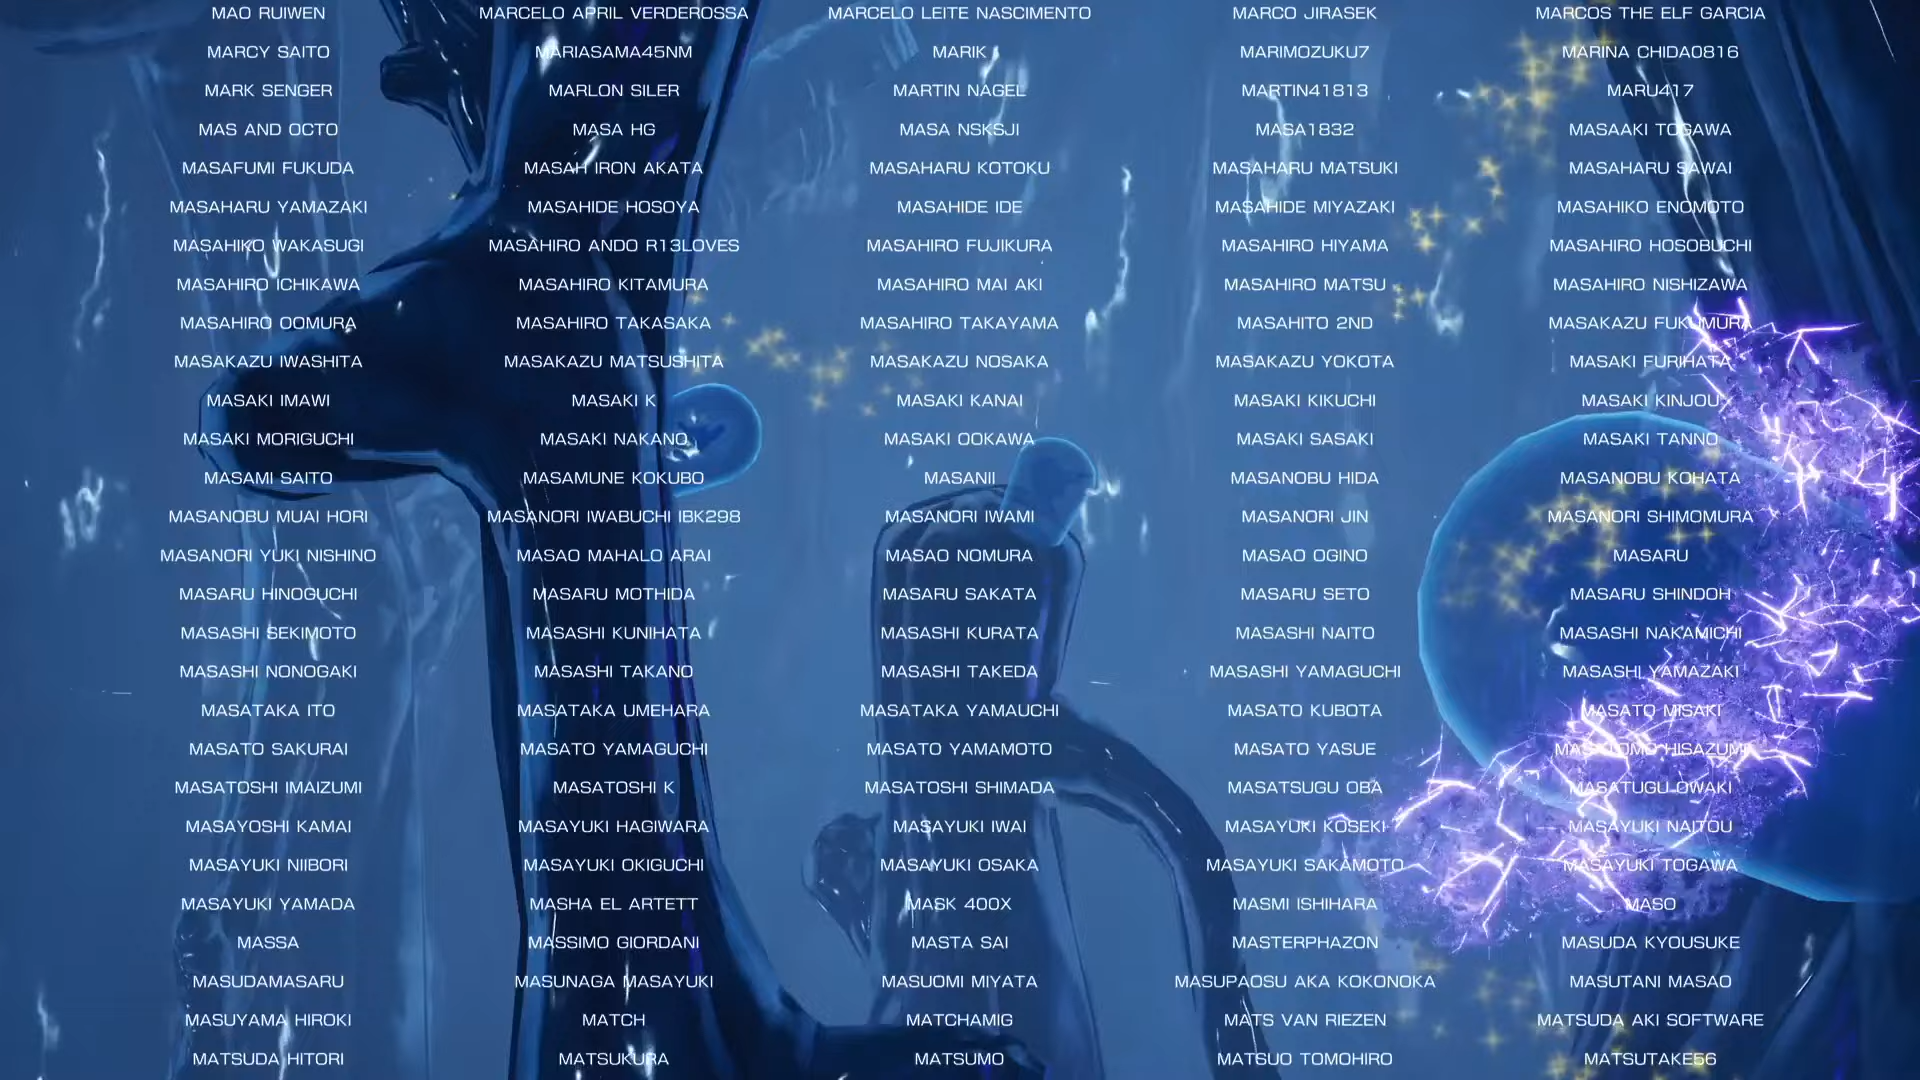 MAO RUIWEN MARCELO APRIL VERDEROSSA MARCELO LEITE NASCIMENTO MARCO JIRASEK MARCOS THE ELF GARCIA
MARCY SAITO MARIASAMA45NM MARIK MARIMOZUKU7 MARINA CHIDA0816
MARK SENGER MARLON SILER MARTIN NAGEL MARTIN41813 MARU417
MAS AND OCTO MASA HG MASA NSKSJI MASA1832 MASAAKI TOGAWA
MASAFUMI FUKUDA MASAH IRON AKATA MASAHARU KOTOKU MASAHARU MATSUKI MASAHARU SAWAI
MASAHARU YAMAZAKI MASAHIDE HOSOYA MASAHIDE IDE MASAHIDE MIYAZAKI MASAHIKO ENOMOTO
MASAHIKO WAKASUGI MASAHIRO ANDO R13LOVES MASAHIRO FUJIKURA MASAHIRO HIYAMA MASAHIRO HOSOBUCHI
MASAHIRO ICHIKAWA MASAHIRO KITAMURA MASAHIRO MAI AKI MASAHIRO MATSU MASAHIRO NISHIZAWA
MASAHIRO OOMURA MASAHIRO TAKASAKA MASAHIRO TAKAYAMA MASAHITO 2ND MASAKAZU FUKUMURA
MASAKAZU IWASHITA MASAKAZU MATSUSHITA MASAKAZU NOSAKA MASAKAZU YOKOTA MASAKI FURIHATA
MASAKI IMAWI MASAKI K MASAKI KANAI MASAKI KIKUCHI MASAKI KINJOU
MASAKI MORIGUCHI MASAKI NAKANO MASAKI OOKAWA MASAKI SASAKI MASAKI TANNO
MASAMI SAITO MASAMUNE KOKUBO MASANII MASANOBU HIDA MASANOBU KOHATA
MASANOBU MUAI HORI MASANORI IWABUCHI IBK298 MASANORI IWAMI MASANORI JIN MASANORI SHIMOMURA
MASANORI YUKI NISHINO MASAO MAHALO ARAI MASAO NOMURA MASAO OGINO MASARU
MASARU HINOGUCHI MASARU MOTHIDA MASARU SAKATA MASARU SETO MASARU SHINDOH
MASASHI SEKIMOTO MASASHI KUNIHATA MASASHI KURATA MASASHI NAITO MASASHI NAKAMICHI
MASASHI NONOGAKI MASASHI TAKANO MASASHI TAKEDA MASASHI YAMAGUCHI MASASHI YAMAZAKI
MASATAKA ITO MASATAKA UMEHARA MASATAKA YAMAUCHI MASATO KUBOTA MASATO MISAKI
MASATO SAKURAI MASATO YAMAGUCHI MASATO YAMAMOTO MASATO YASUE MASATOMO HISAZUMI
MASATOSHI IMAIZUMI MASATOSHI K MASATOSHI SHIMADA MASATSUGU OBA MASATUGU OWAKI
MASAYOSHI KAMAI MASAYUKI HAGIWARA MASAYUKI IWAI MASAYUKI KOSEKI MASAYUKI NAITOU
MASAYUKI NIIBORI MASAYUKI OKIGUCHI MASAYUKI OSAKA MASAYUKI SAKAMOTO MASAYUKI TOGAWA
MASAYUKI YAMADA MASHA EL ARTETT MASK 400X MASMI ISHIHARA MASO
MASSA MASSIMO GIORDANI MASTA SAI MASTERPHAZON MASUDA KYOUSUKE
MASUDAMASARU MASUNAGA MASAYUKI MASUOMI MIYATA MASUPAOSU AKA KOKONOKA MASUTANI MASAO
MASUYAMA HIROKI MATCH MATCHAMIG MATS VAN RIEZEN MATSUDA AKI SOFTWARE
MATSUDA HITORI MATSUKURA MATSUMO MATSUO TOMOHIRO MATSUTAKE56